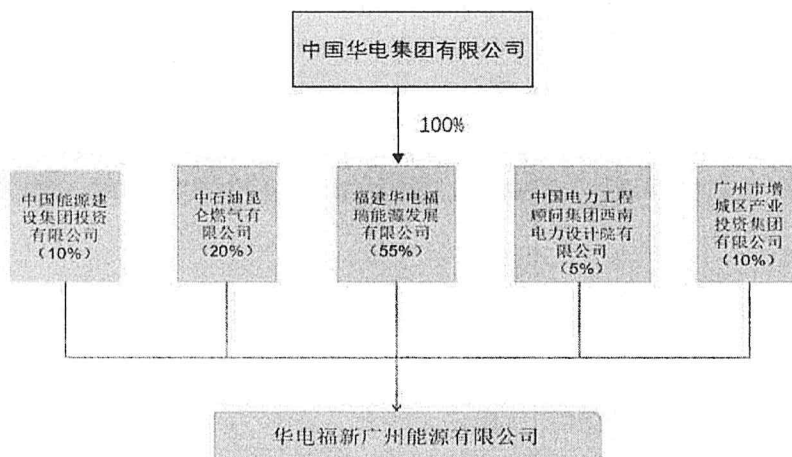 中国华电集团有限公司
100%
中国能源建
设集团投资
有限公司
（10%）
中石油昆
仑燃气有
限公司
（20%）
福建华电福
瑞能源发展
有限公司
（55%）
中国电力工程
顾问集团西南
电力设计院有
限公司
（5%）
广州市增
城区产业
投资集团
有限公司
（10%）
华电福新广州能源有限公司